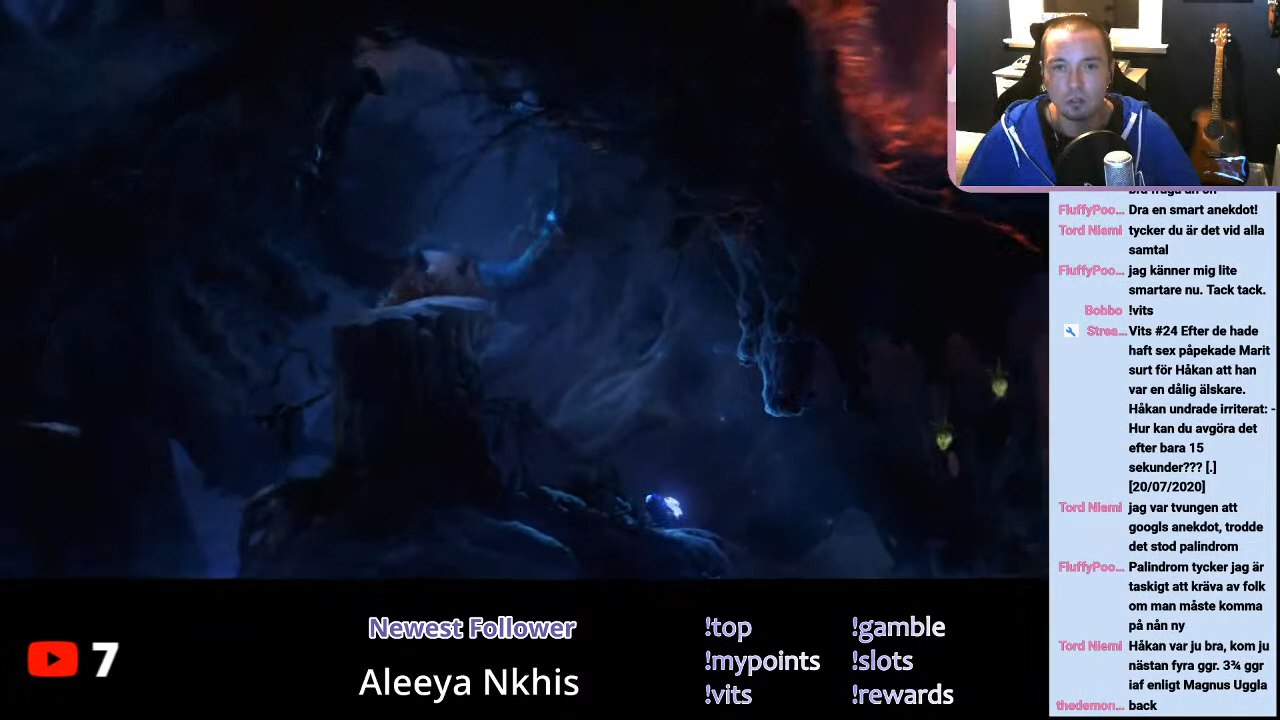 FluffyPoo... Dra en smart anekdot!
Tord Niemi tycker du är det vid alla
samtal
FluffyPoo... jag känner mig lite
smartare nu. Tack tack.
Bobbo !vits
Strea... Vits #24 Efter de hade
haft sex påpekade Marit
surt för Håkan att han
var en dålig älskare.
Håkan undrade irriterat: -
Hur kan du avgöra det
efter bara 15
sekunder??? [.]
[20/07/2020]
Tord Niemi jag var tvungen att
googls anekdot, trodde
det stod palindrom
FluffyPoo... Palindrom tycker jag är
taskigt att kräva av folk
om man måste komma
på nån ny
Tord Niemi Håkan var ju bra, kom ju
nästan fyra ggr. 3¾ ggr
iaf enligt Magnus Uggla
thedemon... back
Newest Follower
Aleeya Nkhis
7
!top
!mypoints
!vits
!gamble
!slots
!rewards